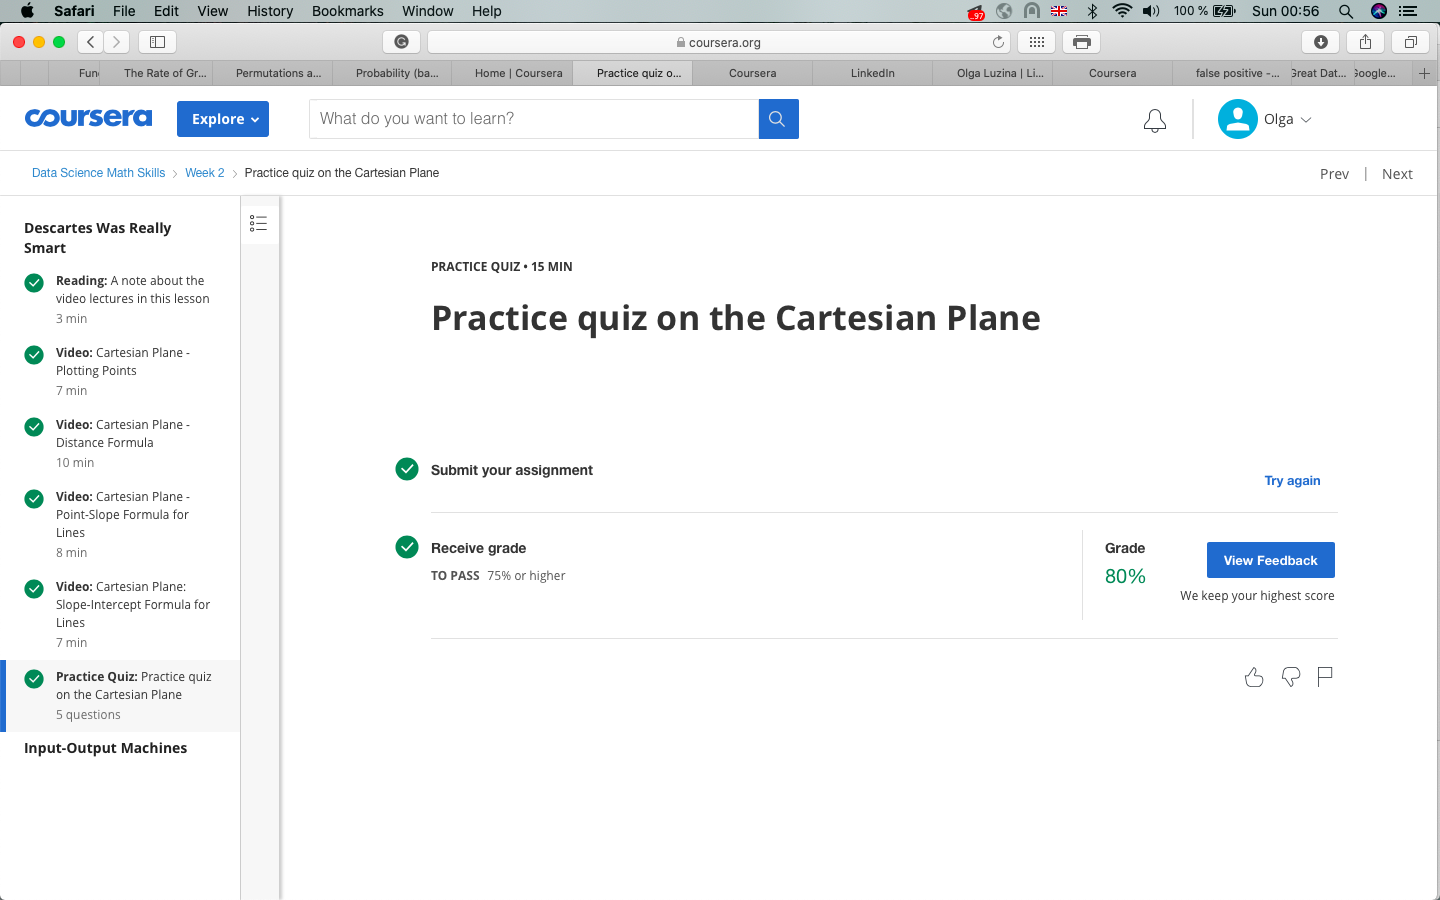 Safari File Edit View History Bookmarks Window Help
.97
100 %
Sun 00:56
coursera.org
The Rate of Gr...
Permutations a...
Probability (ba...
Home | Coursera
Practice quiz o...
Coursera
LinkedIn
Olga Luzina | Li...
Coursera
false positive -...
Great Dat...
Google...
coursera
Explore
What do you want to learn?
Olga
Data Science Math Skills
Week 2
Practice quiz on the Cartesian Plane
Prev | Next
Descartes Was Really
Smart
Reading: A note about the
video lectures in this lesson
3 min
Video: Cartesian Plane -
Plotting Points
7 min
Video: Cartesian Plane -
Distance Formula
10 min
Video: Cartesian Plane -
Point-Slope Formula for
Lines
8 min
Video: Cartesian Plane:
Slope-Intercept Formula for
Lines
7 min
Practice Quiz: Practice quiz
on the Cartesian Plane
5 questions
Input-Output Machines
PRACTICE QUIZ • 15 MIN
Practice quiz on the Cartesian Plane
Submit your assignment
Try again
Receive grade
TO PASS 75% or higher
Grade
80%
View Feedback
We keep your highest score